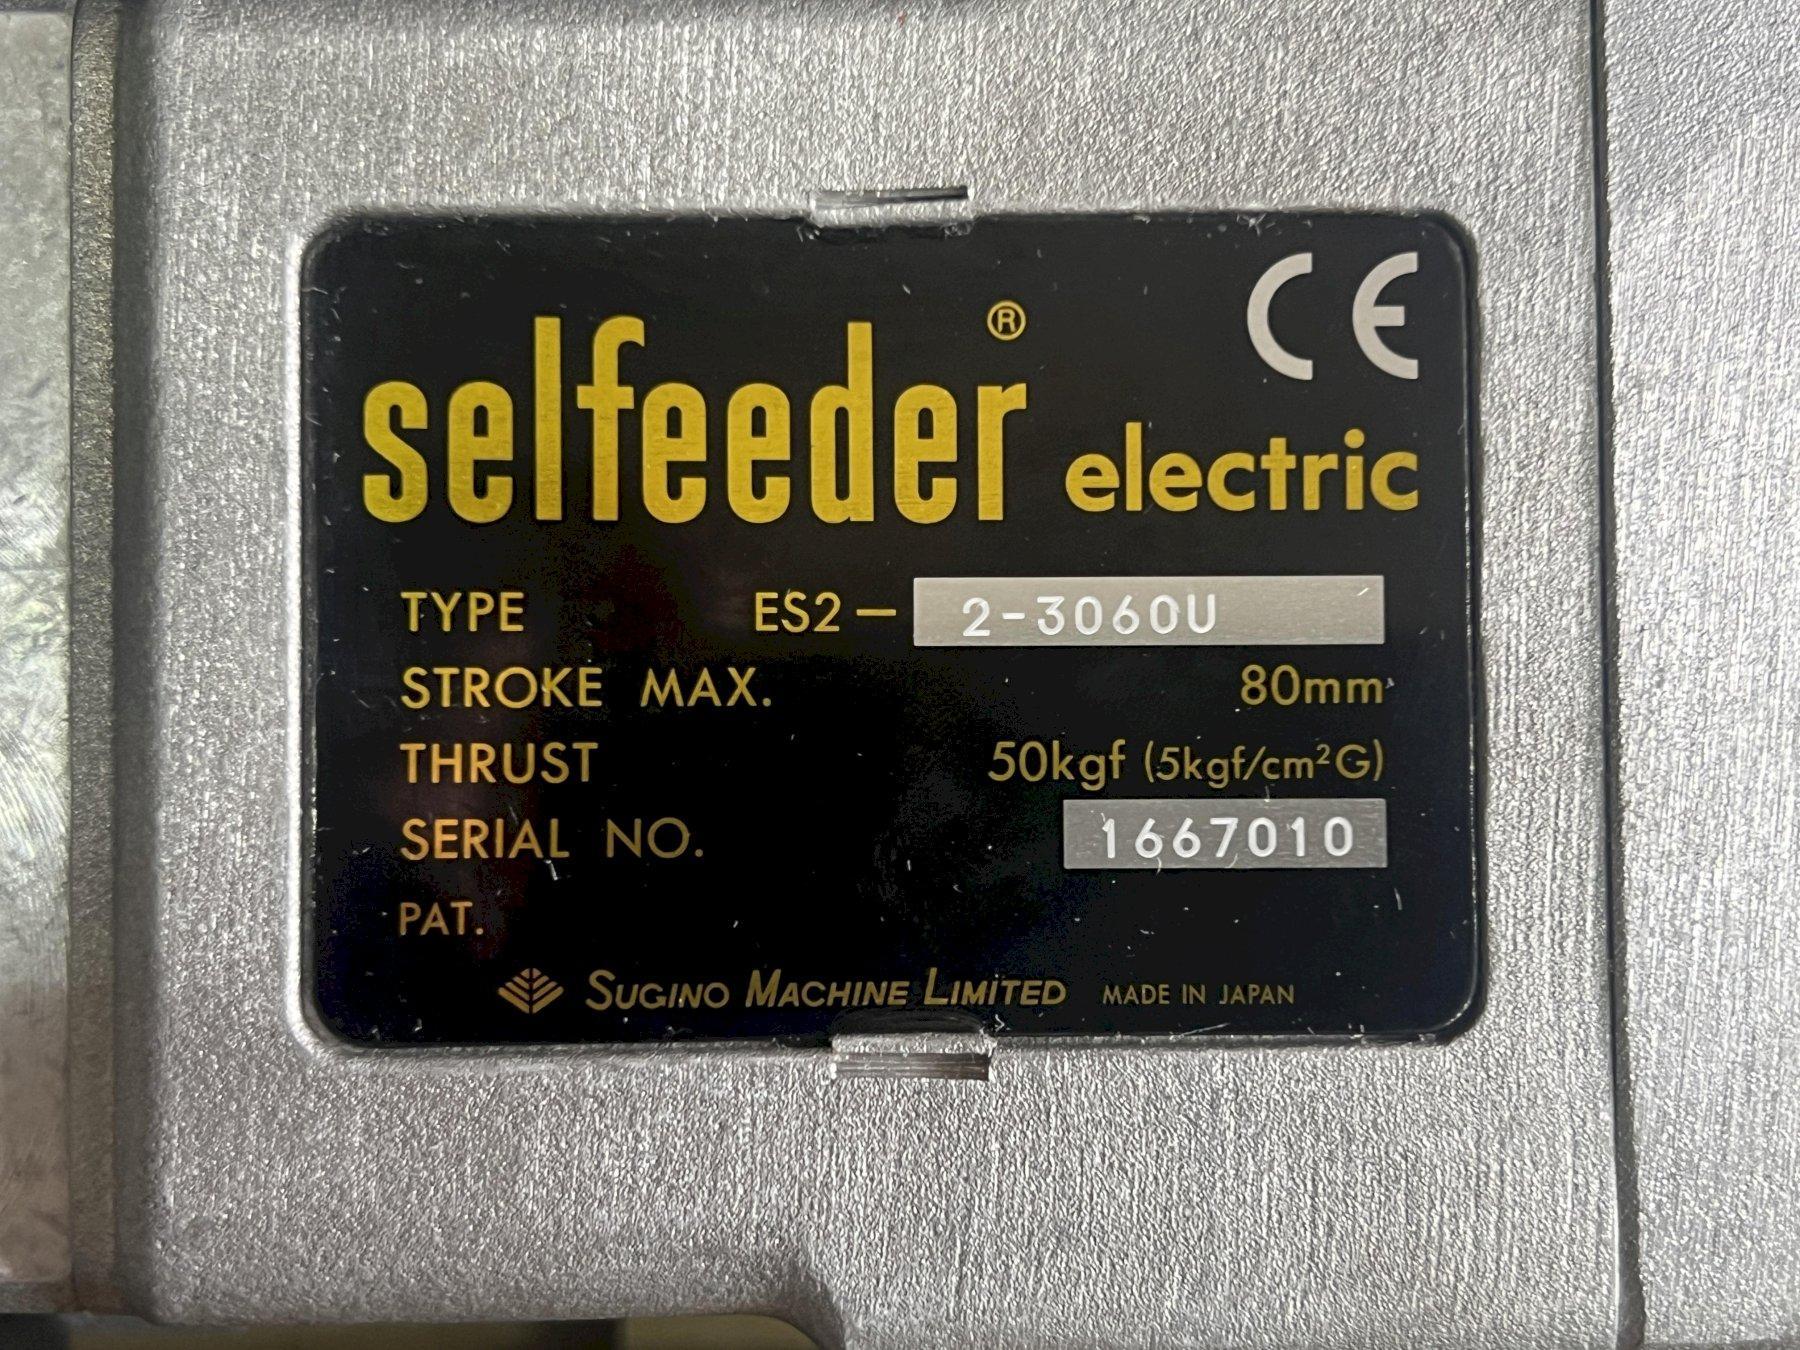 CE
selfeeder® electric
TYPE ES2- 2-3060U
STROKE MAX. 80mm
THRUST 50kgf (5kgf/cm²G)
SERIAL NO. 1667010
PAT.
SUGINO MACHINE LIMITED MADE IN JAPAN